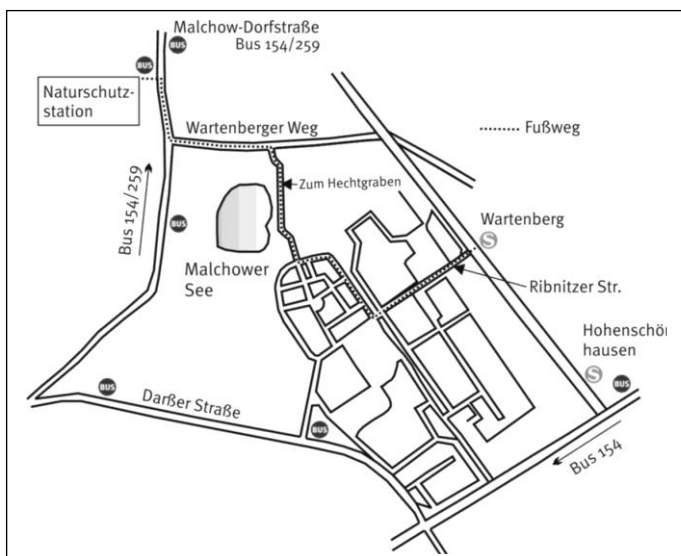 Malchow-Dorfstraße
Bus 154/259
BUS
BUS
Naturschutz-
station
Wartenberger Weg
Fußweg
Zum Hechtgraben
Bus 154/259
BUS
Wartenberg
S
Malchower
See
Ribnitzer Str.
Hohenschön
hausen
S
BUS
BUS
Darßer Straße
BUS
Bus 154